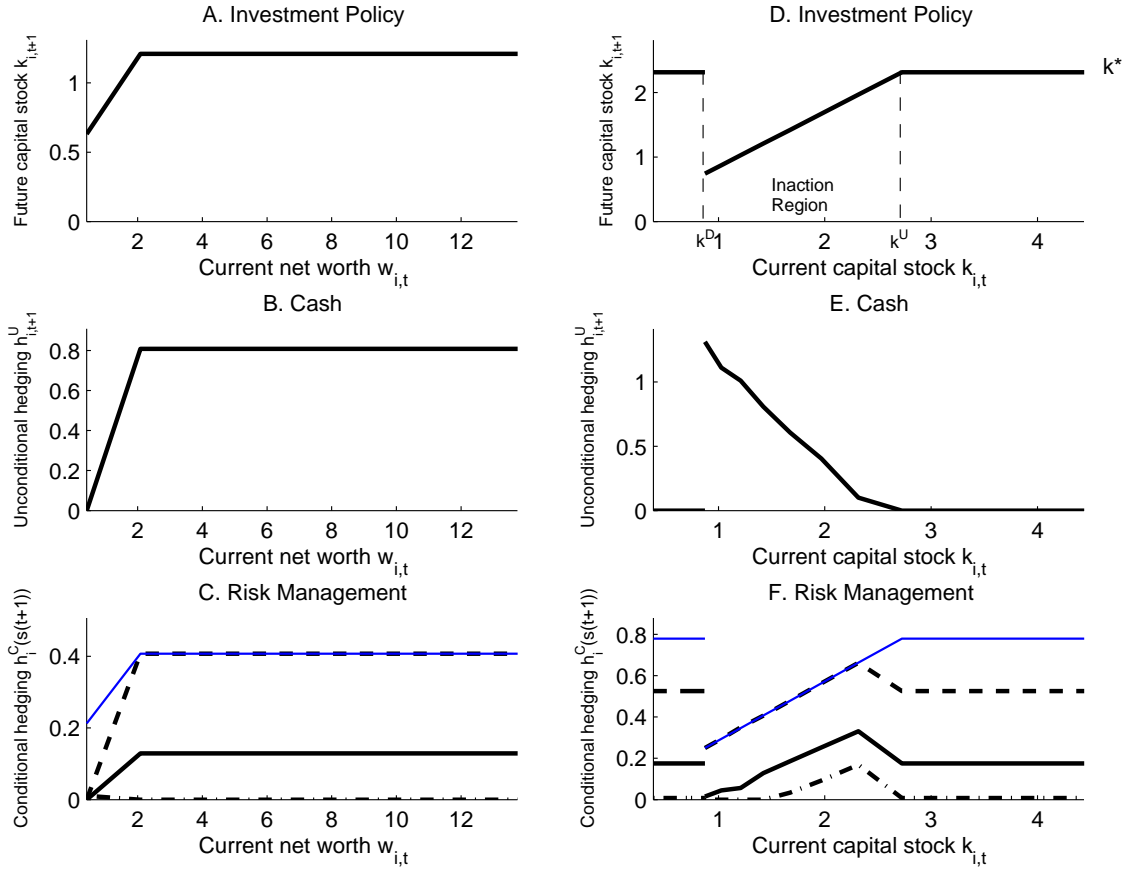 A. Investment Policy
Future capital stock k_{i,t+1}
1
0.5
0
2 4 6 8 10 12
Current net worth w_{i,t}
B. Cash
Unconditional hedging h^U_{i,t+1}
0.8
0.6
0.4
0.2
0
2 4 6 8 10 12
Current net worth w_{i,t}
C. Risk Management
Conditional hedging h_i^C(s(t+1))
0.4
0.2
0
2 4 6 8 10 12
Current net worth w_{i,t}
D. Investment Policy
Future capital stock k_{i,t+1}
2
1
0
k*
Inaction
Region
k^D
k^U
1 2 3 4
Current capital stock k_{i,t}
E. Cash
Unconditional hedging h^U_{i,t+1}
1
0.5
0
1 2 3 4
Current capital stock k_{i,t}
F. Risk Management
Conditional hedging h_i^C(s(t+1))
0.8
0.6
0.4
0.2
0
1 2 3 4
Current capital stock k_{i,t}